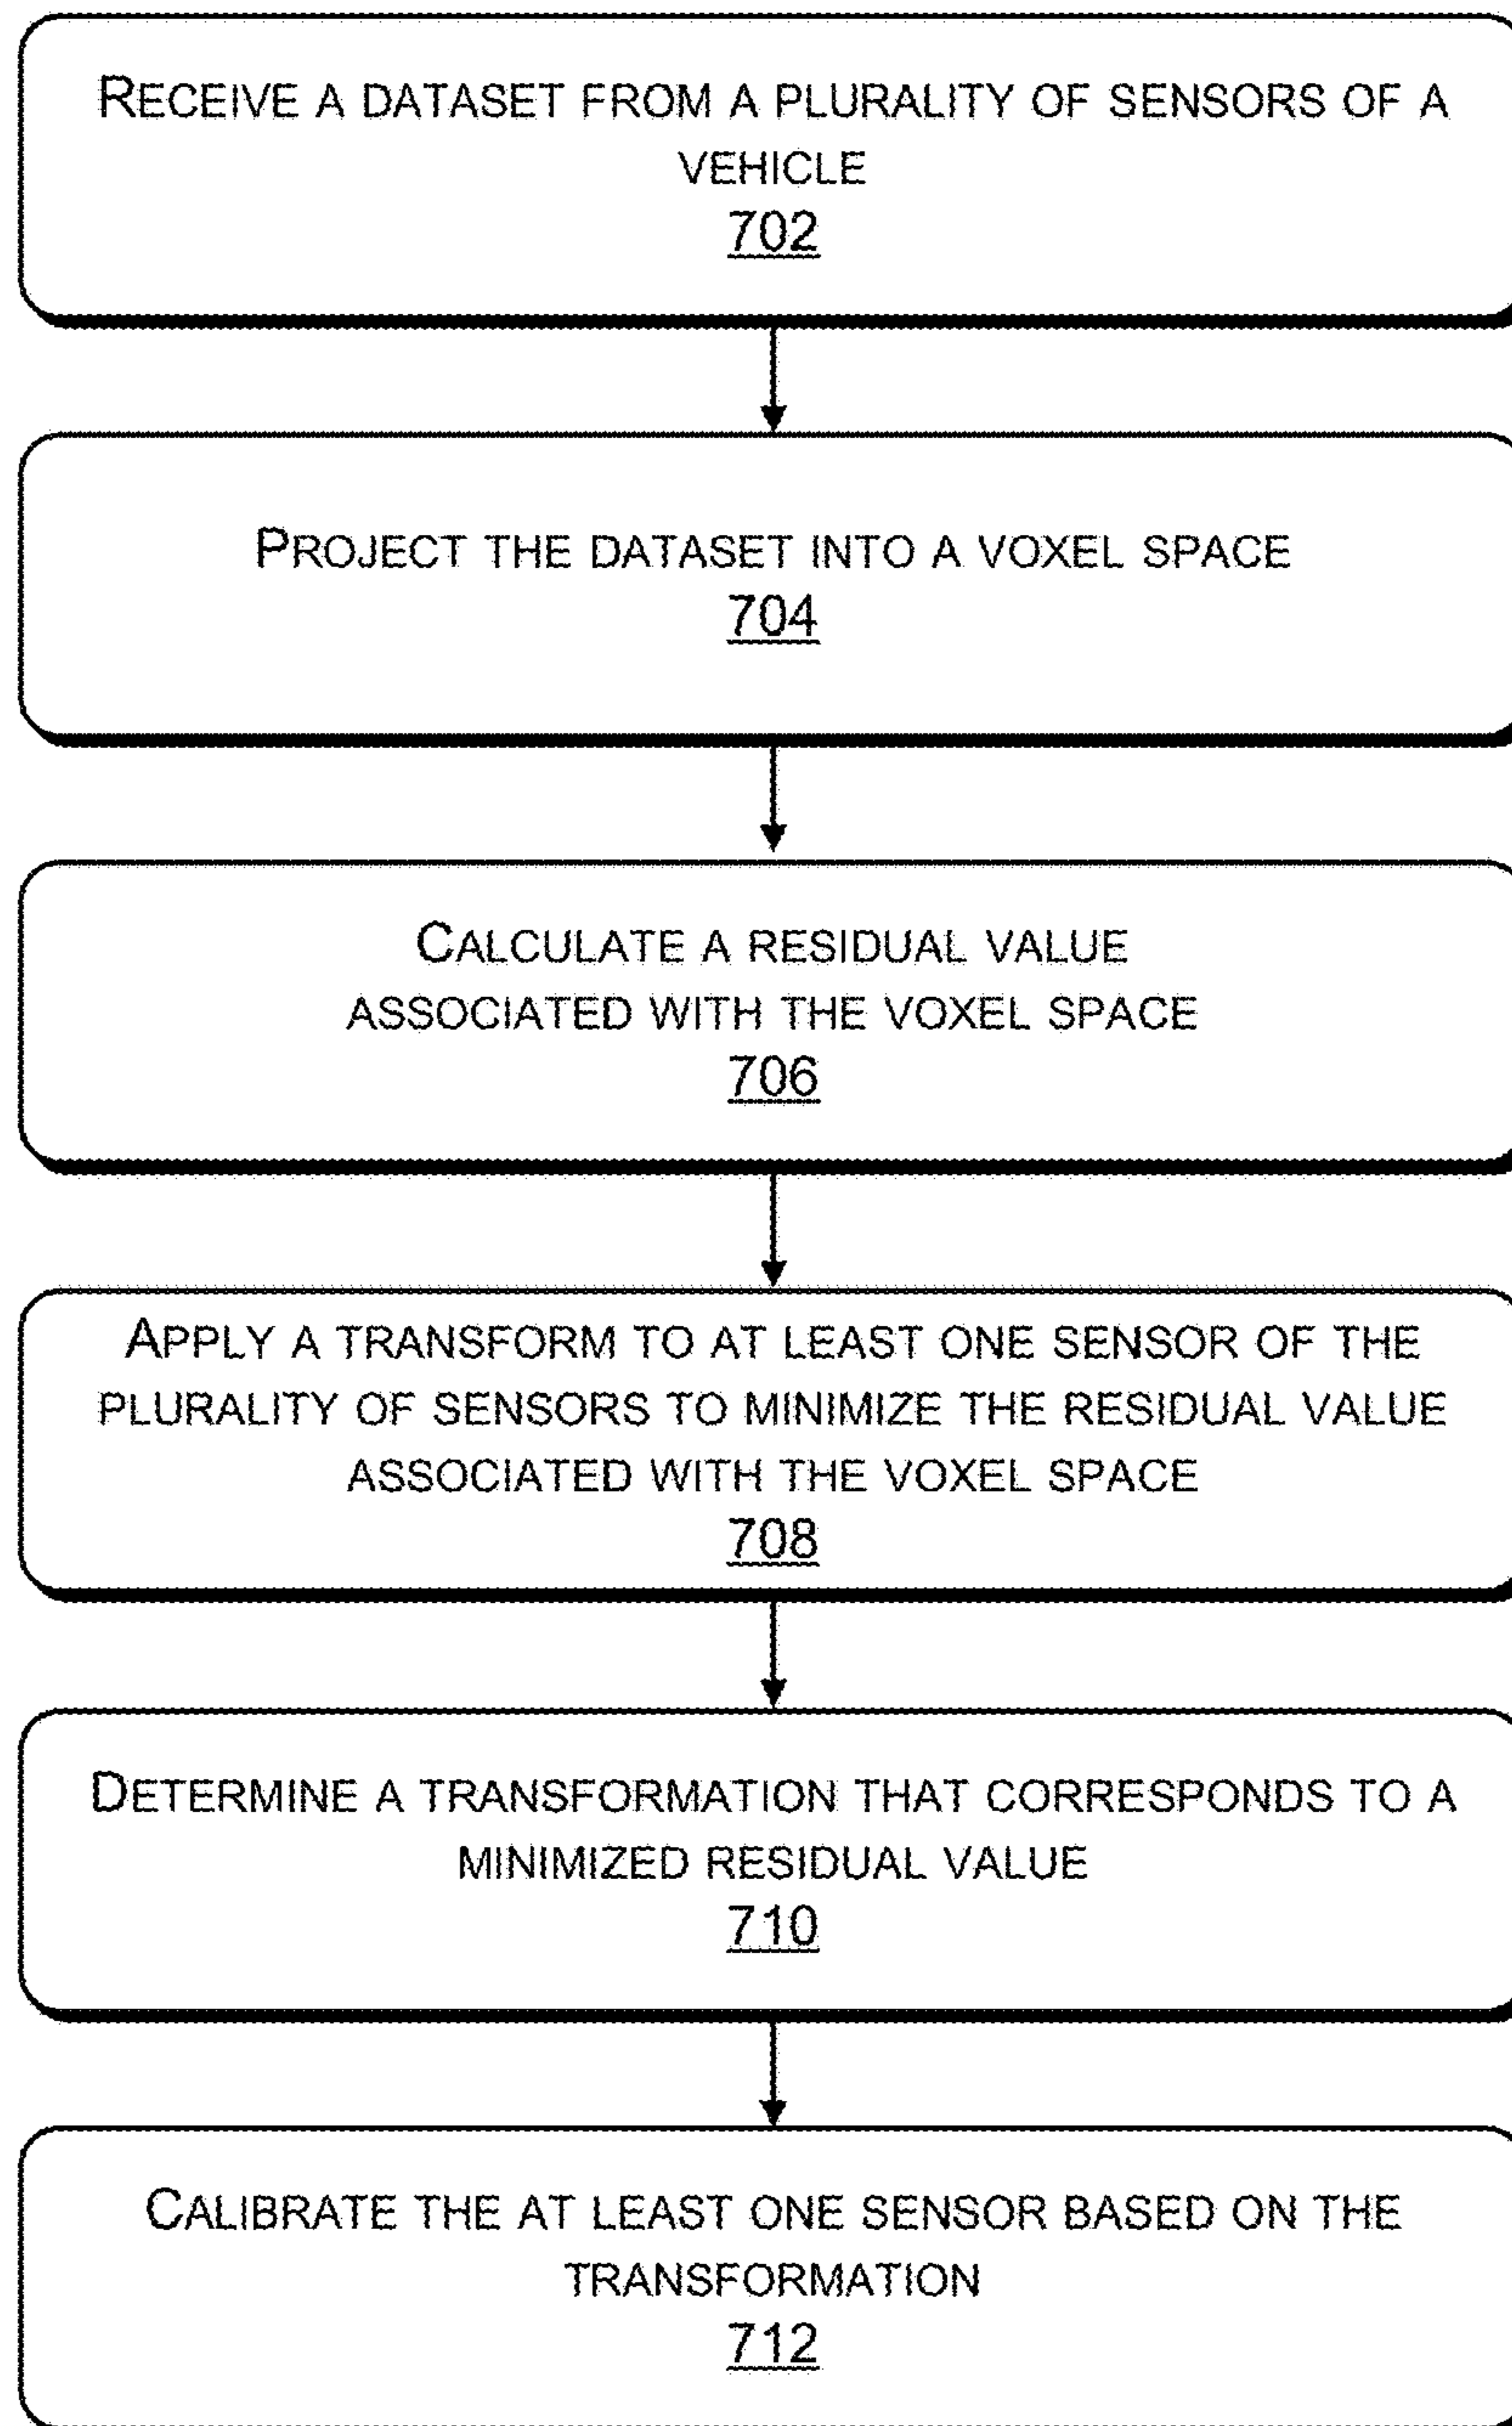 RECEIVE A DATASET FROM A PLURALITY OF SENSORS OF A
VEHICLE
702
PROJECT THE DATASET INTO A VOXEL SPACE
704
CALCULATE A RESIDUAL VALUE
ASSOCIATED WITH THE VOXEL SPACE
706
APPLY A TRANSFORM TO AT LEAST ONE SENSOR OF THE
PLURALITY OF SENSORS TO MINIMIZE THE RESIDUAL VALUE
ASSOCIATED WITH THE VOXEL SPACE
708
DETERMINE A TRANSFORMATION THAT CORRESPONDS TO A
MINIMIZED RESIDUAL VALUE
710
CALIBRATE THE AT LEAST ONE SENSOR BASED ON THE
TRANSFORMATION
712